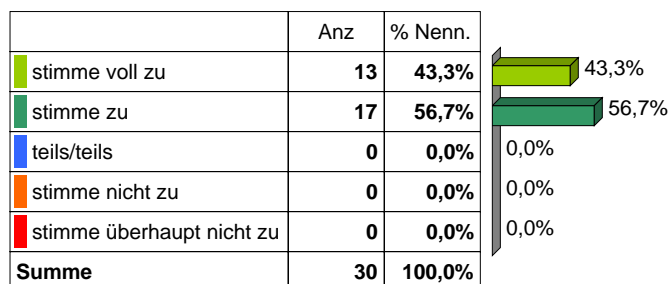 Anz % Nenn.
stimme voll zu 13 43,3% 43,3%
stimme zu 17 56,7% 56,7%
teils/teils 0 0,0% 0,0%
stimme nicht zu 0 0,0% 0,0%
stimme überhaupt nicht zu 0 0,0% 0,0%
Summe 30 100,0%